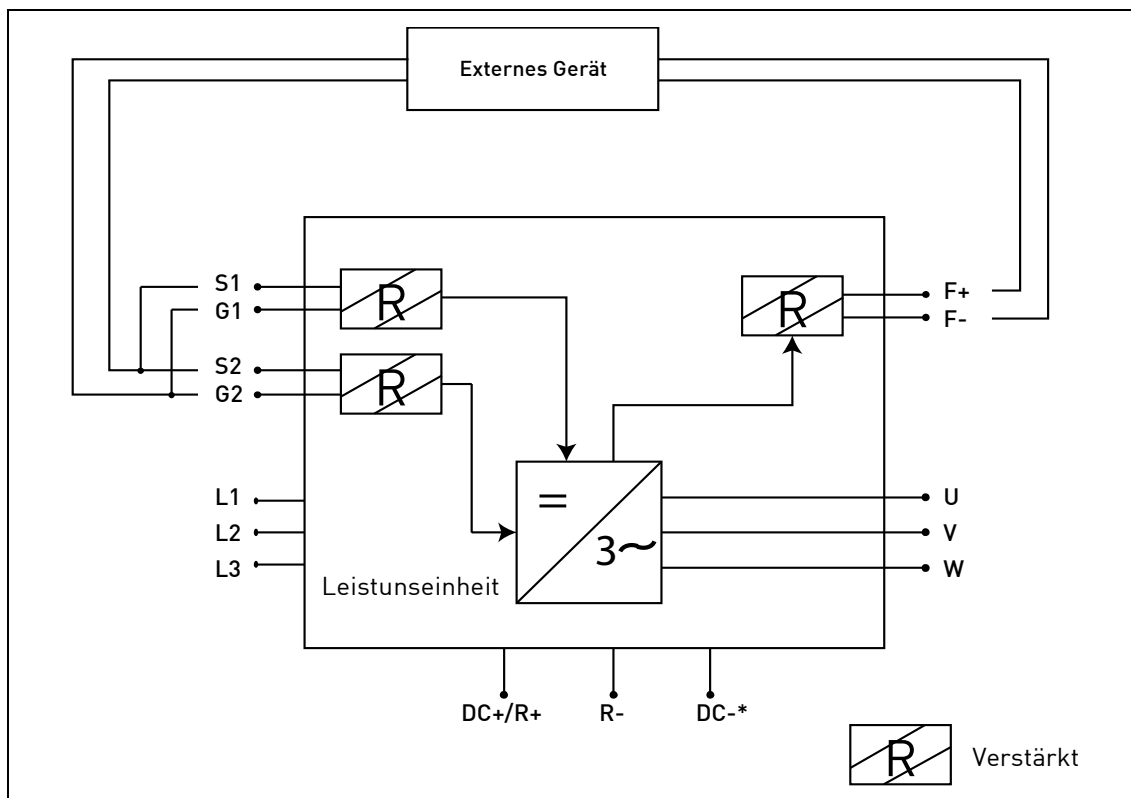 Externes Gerät
S1
G1
S2
G2
R
R
R
F+
F-
L1
L2
L3
=
3~
U
V
W
Leistunseinheit
DC+/R+
R-
DC-*
R
Verstärkt